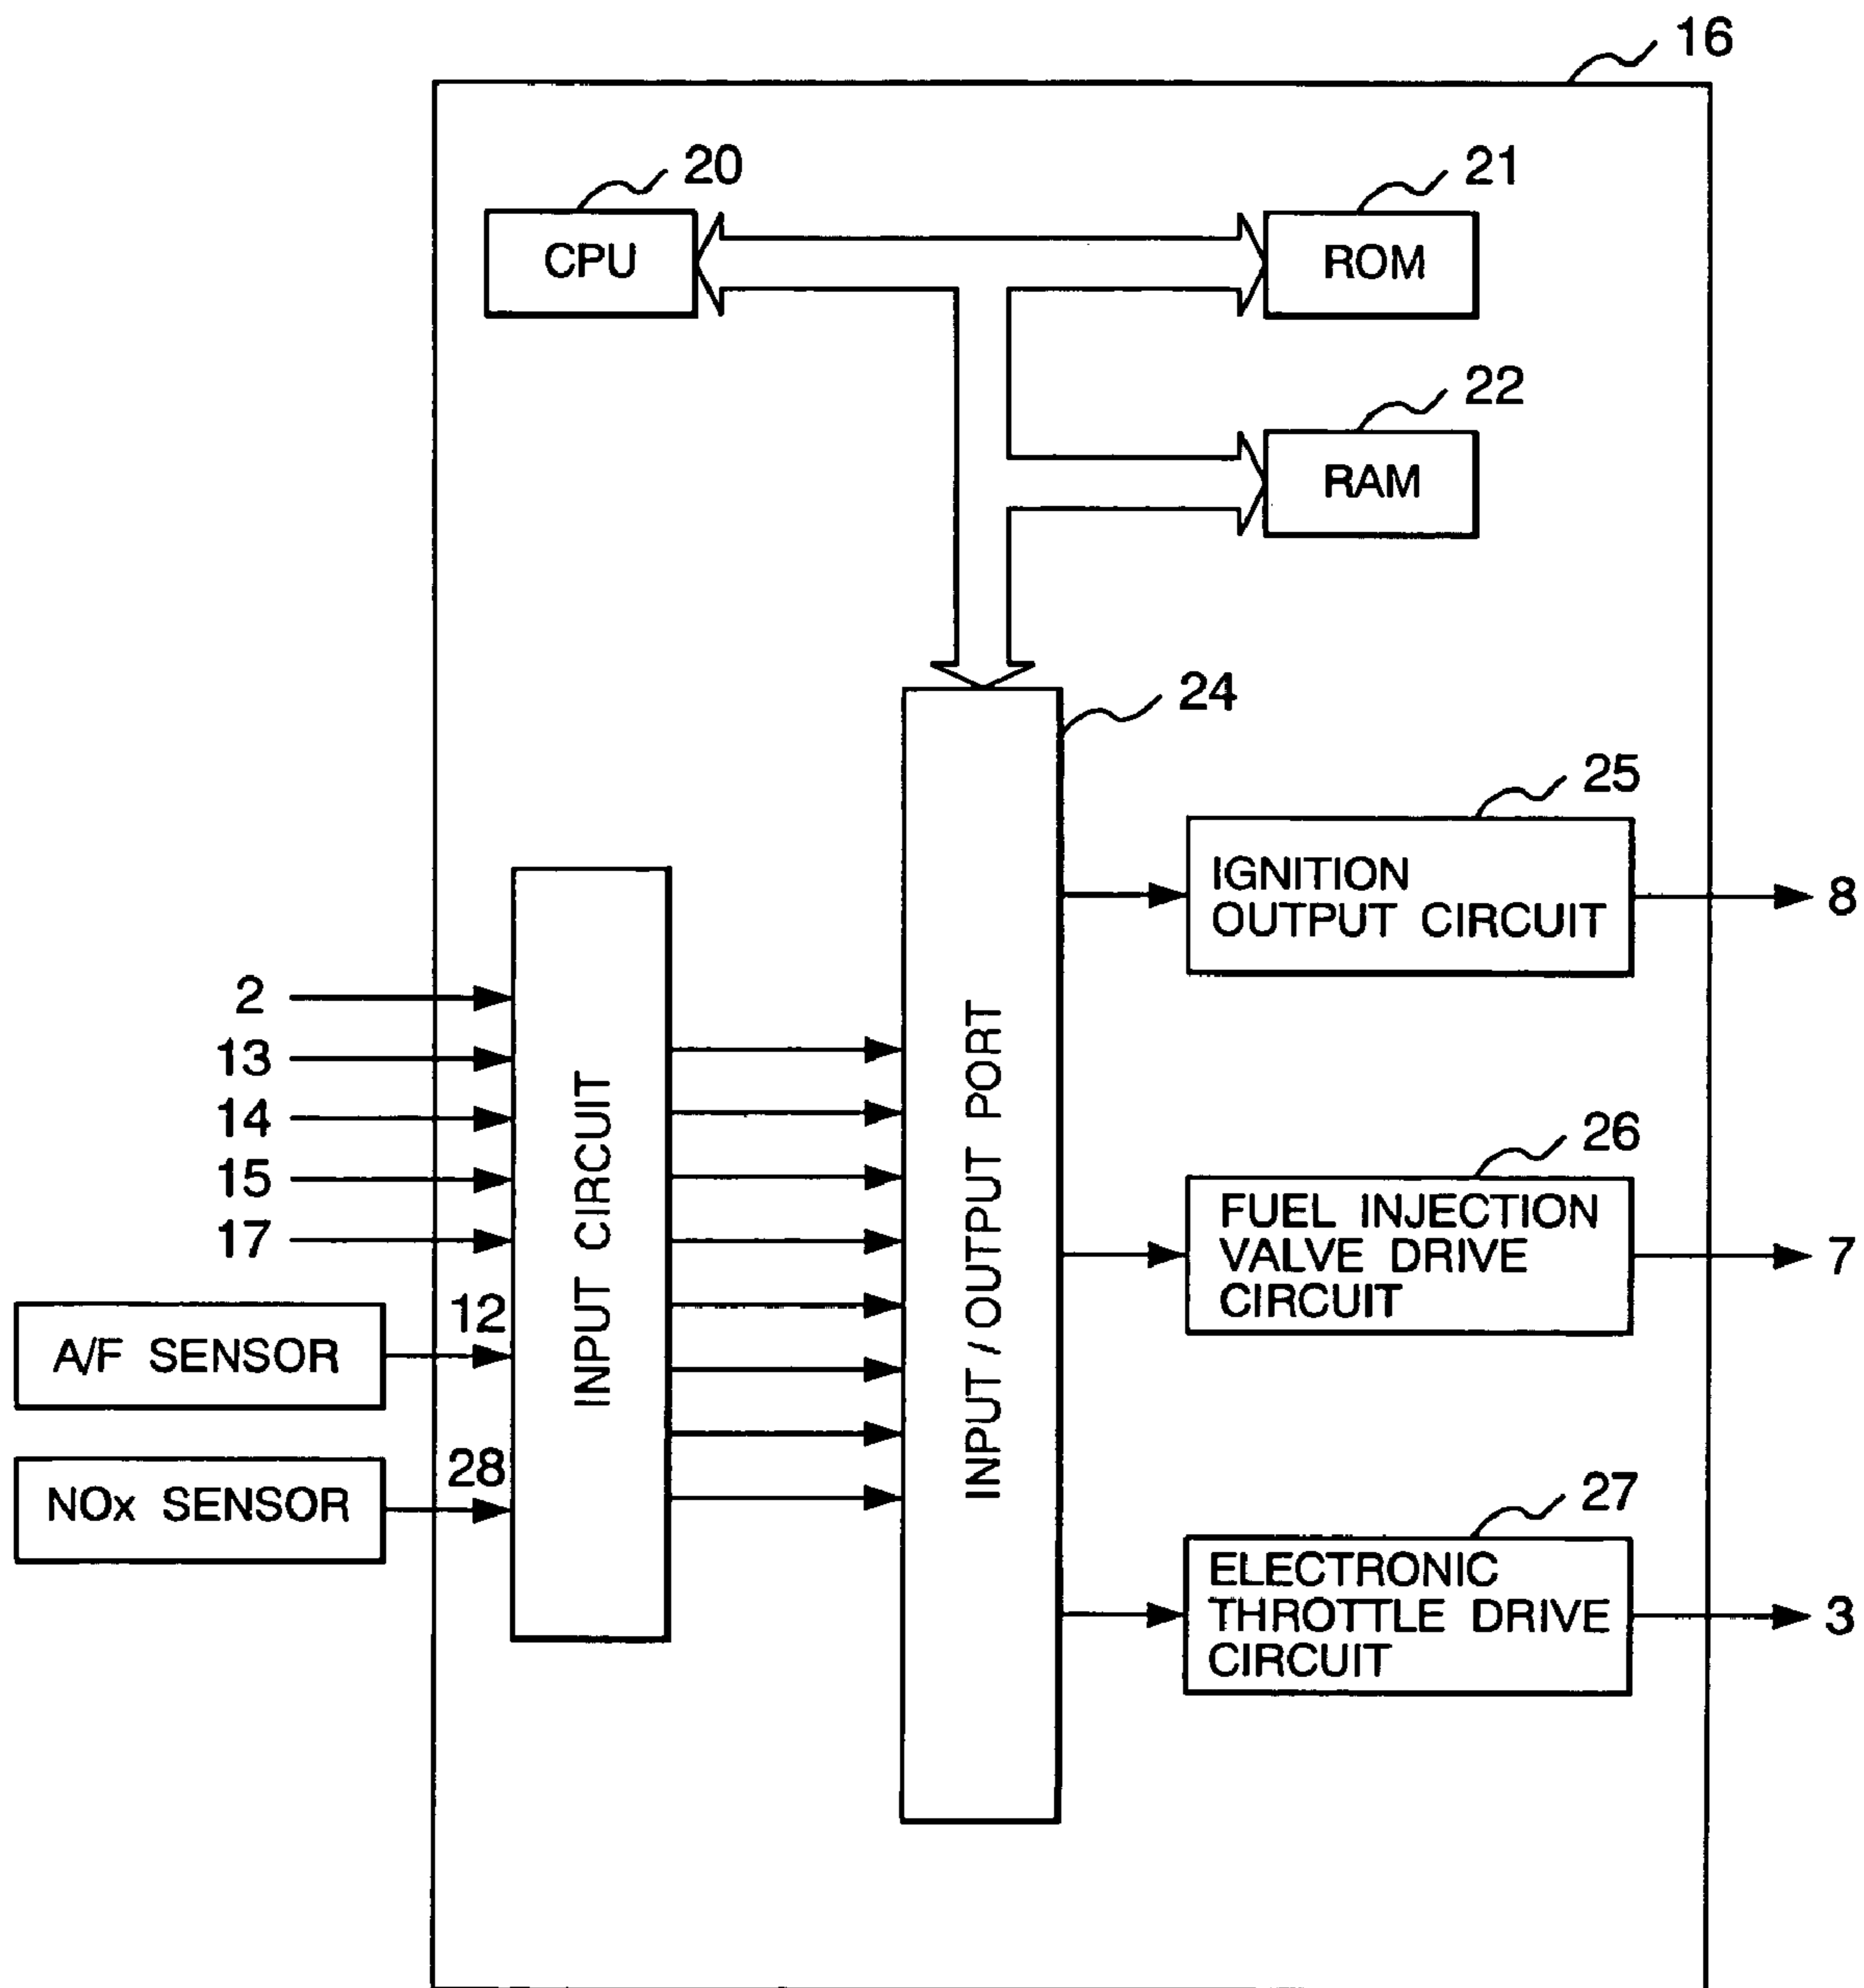 16
20
21
CPU
ROM
22
RAM
24
25
IGNITION
OUTPUT CIRCUIT
8
2
13
14
15
17
INPUT CIRCUIT
INPUT / OUTPUT PORT
26
FUEL INJECTION
VALVE DRIVE
CIRCUIT
7
12
A/F SENSOR
28
NOx SENSOR
27
ELECTRONIC
THROTTLE DRIVE
CIRCUIT
3